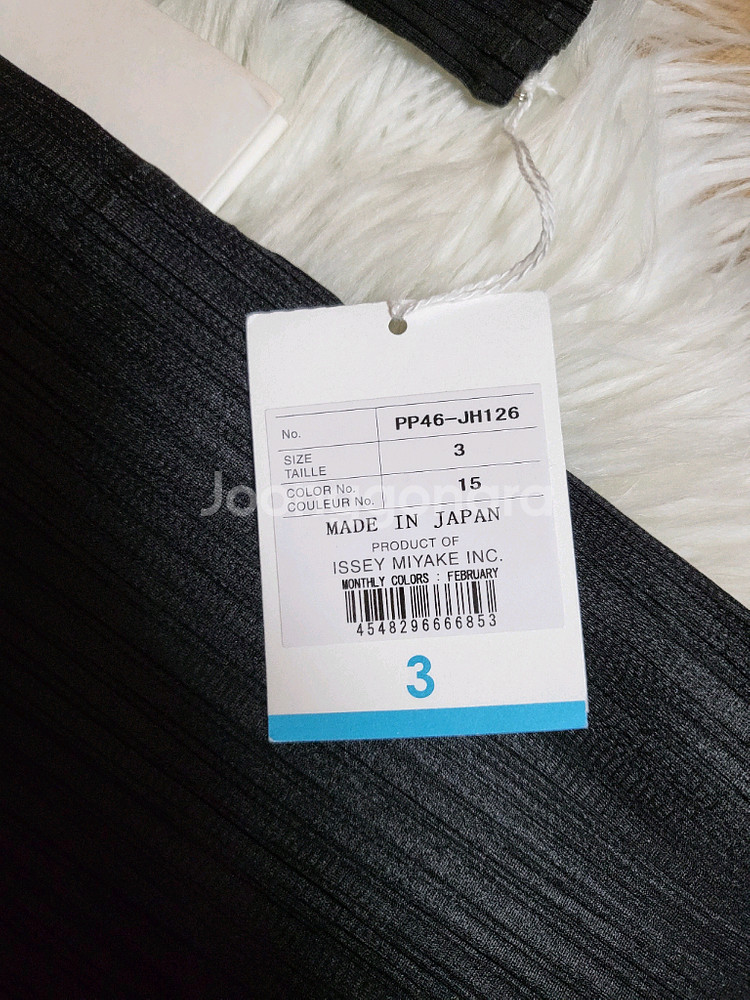 No. PP46-JH126
SIZE
TAILLE 3
COLOR No.
COULEUR No. 15
Joonggonara
MADE IN JAPAN
PRODUCT OF
ISSEY MIYAKE INC.
MONTHLY COLORS : FEBRUARY
4548296666853
3